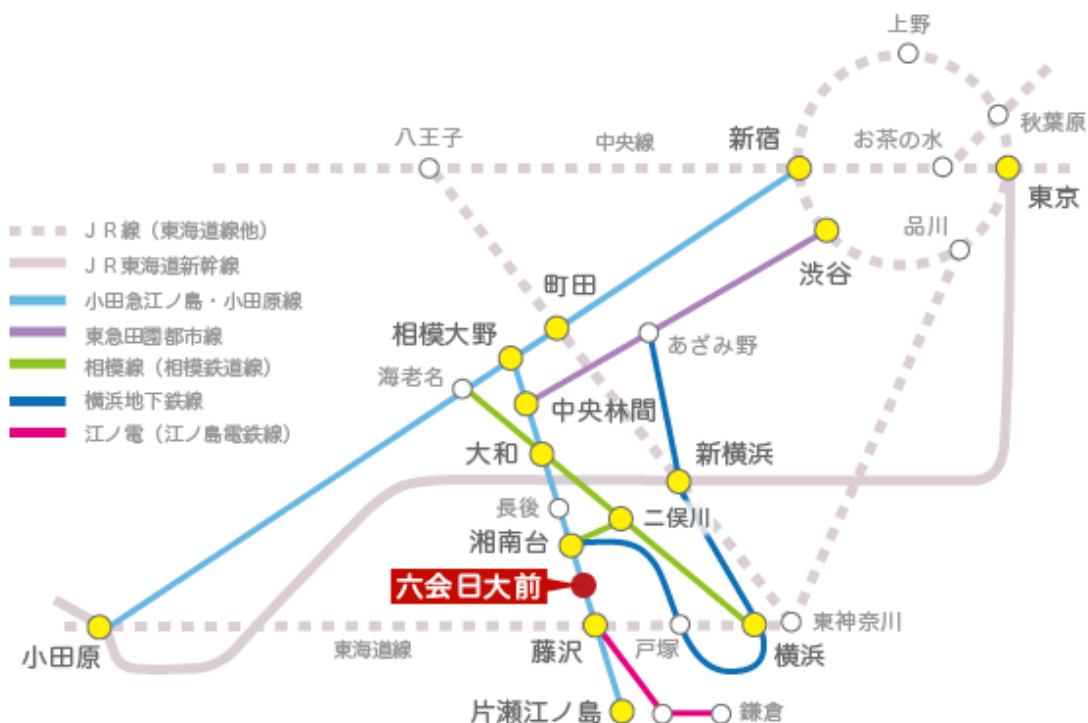 上野
秋葉原
八王子
中央線
新宿
お茶の水
東京
ＪＲ線（東海道線他）
ＪＲ東海道新幹線
小田急江ノ島・小田原線
東急田園都市線
相模線（相模鉄道線）
横浜地下鉄線
江ノ電（江ノ島電鉄線）
品川
渋谷
町田
相模大野
あざみ野
海老名
中央林間
大和
新横浜
長後
二俣川
湘南台
六会日大前
東神奈川
小田原
東海道線
藤沢
戸塚
横浜
片瀬江ノ島
鎌倉